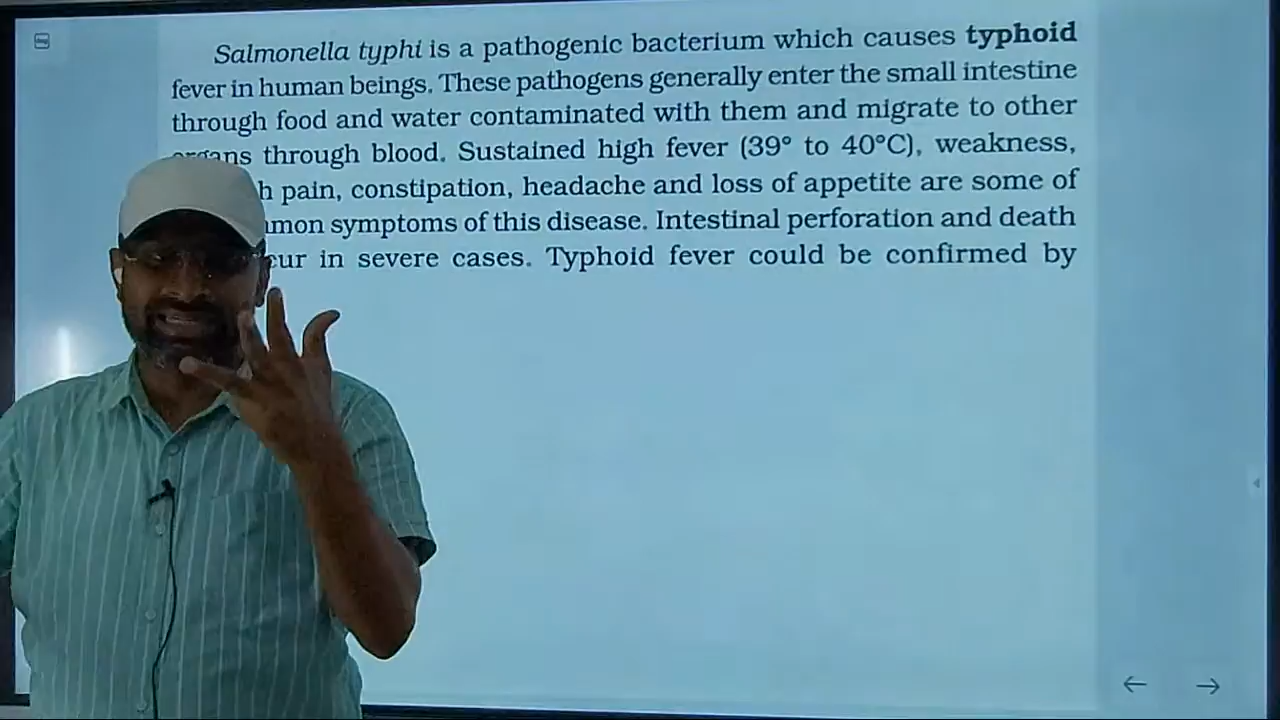 Salmonella typhi is a pathogenic bacterium which causes typhoid
fever in human beings. These pathogens generally enter the small intestine
through food and water contaminated with them and migrate to other
organs through blood. Sustained high fever (39° to 40°C), weakness,
pain, constipation, headache and loss of appetite are some of
symptoms of this disease. Intestinal perforation and death
in severe cases. Typhoid fever could be confirmed by